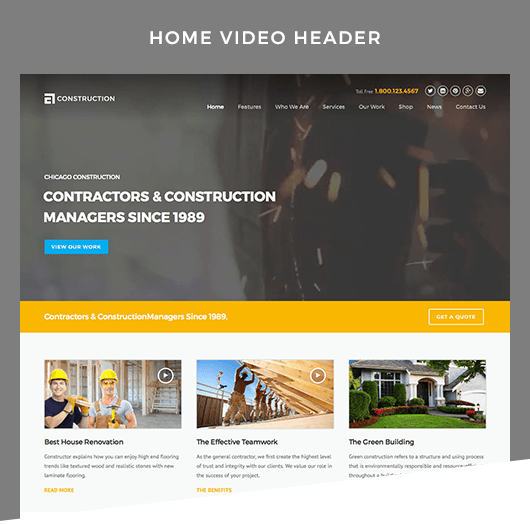 HOME VIDEO HEADER
CONSTRUCTION
Toll Free 1.800.123.4567
Home Features Who We Are Services Our Work Shop News Contact Us
CHICAGO CONSTRUCTION
CONTRACTORS & CONSTRUCTION
MANAGERS SINCE 1989
VIEW OUR WORK
Contractors & ConstructionManagers Since 1989.
GET A QUOTE
Best House Renovation
Constructor explains how you can enjoy high end flooring
trends like textured wood and realistic stones with new
laminate flooring.
READ MORE
The Effective Teamwork
As the general contractor, we first create the highest level
of trust and integrity with our clients. We value our role in
the success of your project.
THE BENEFITS
The Green Building
Green construction refers to a structure and using process
that is environmentally responsible and resource
throughout a